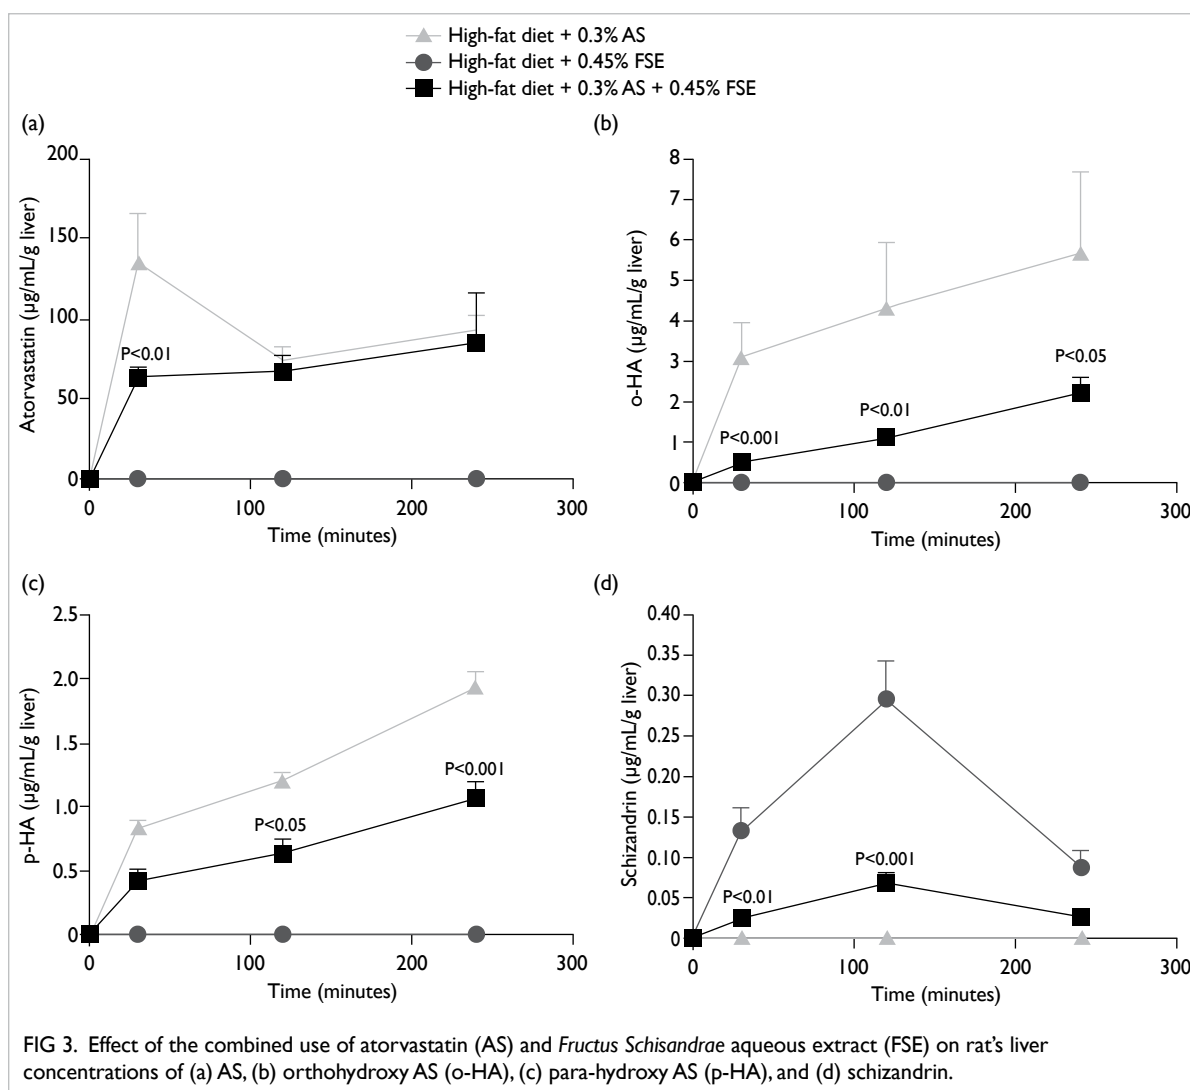 High-fat diet + 0.3% AS
High-fat diet + 0.45% FSE
High-fat diet + 0.3% AS + 0.45% FSE
(a)
200
150
100
50
0
Atorvastatin (µg/mL/g liver)
P<0.01
0 100 200 300
Time (minutes)
(b)
8
7
6
5
4
3
2
1
0
o-HA (µg/mL/g liver)
P<0.001
P<0.01
P<0.05
0 100 200 300
Time (minutes)
(c)
2.5
2.0
1.5
1.0
0.5
0
p-HA (µg/mL/g liver)
P<0.05
P<0.001
0 100 200 300
Time (minutes)
(d)
0.40
0.35
0.30
0.25
0.20
0.15
0.10
0.05
0
Schizandrin (µg/mL/g liver)
P<0.01
P<0.001
0 100 200 300
Time (minutes)
FIG 3. Effect of the combined use of atorvastatin (AS) and Fructus Schisandrae aqueous extract (FSE) on rat's liver
concentrations of (a) AS, (b) orthohydroxy AS (o-HA), (c) para-hydroxy AS (p-HA), and (d) schizandrin.